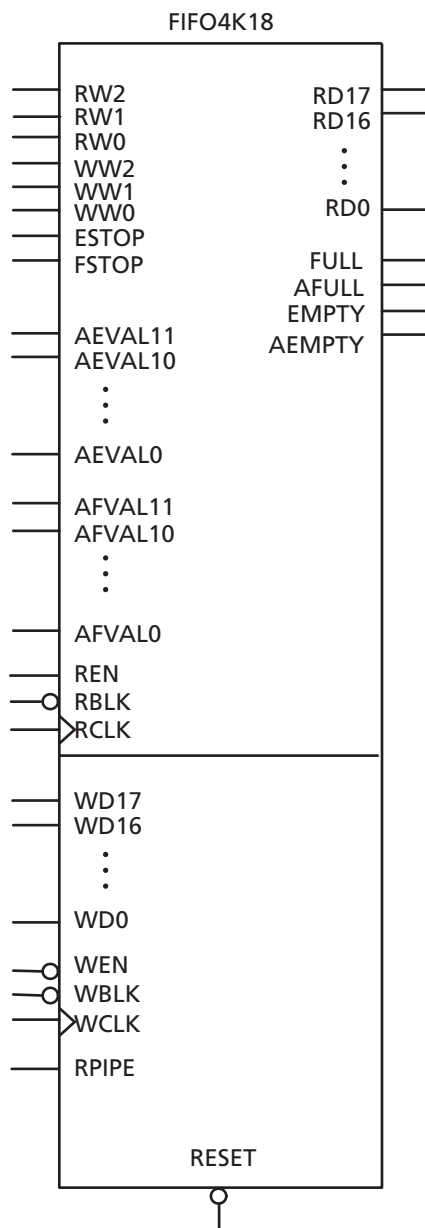 FIFO4K18
RW2
RW1
RW0
WW2
WW1
WW0
ESTOP
FSTOP
AEVAL11
AEVAL10
AEVAL0
AFVAL11
AFVAL10
AFVAL0
REN
RBLK
RCLK
RD17
RD16
RD0
FULL
AFULL
EMPTY
AEMPTY
WD17
WD16
WD0
WEN
WBLK
WCLK
RPIPE
RESET